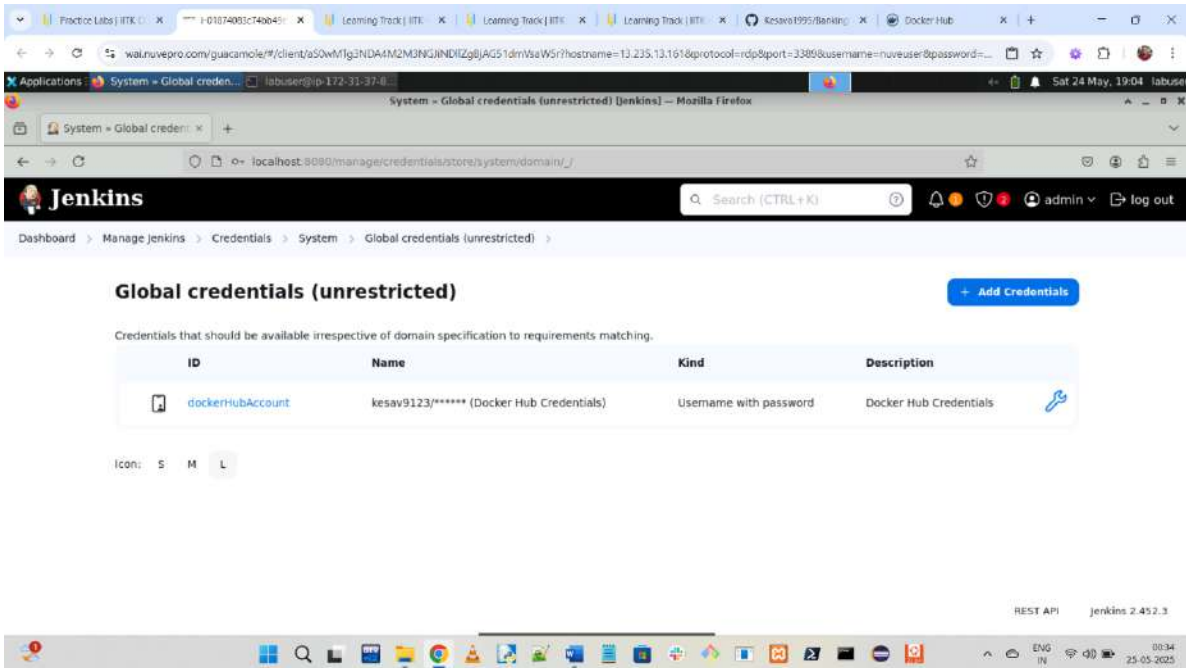 Practice Labs | IITK
Learning Track | IITK
Learning Track | IITK
Learning Track | IITK
Kesavo1995/Banking
Docker Hub
Applications
System » Global creden...
Sat 24 May, 19:04
System » Global credentials (unrestricted) [Jenkins] — Mozilla Firefox
System » Global creden
localhost:8080/manage/credentials/store/system/domain/_/
Jenkins
Search (CTRL+K)
admin
log out
Dashboard > Manage Jenkins > Credentials > System > Global credentials (unrestricted) >
Global credentials (unrestricted)
+ Add Credentials
Credentials that should be available irrespective of domain specification to requirements matching.
ID Name Kind Description
dockerHubAccount kesav9123/****** (Docker Hub Credentials) Username with password Docker Hub Credentials
Icon: S M L
REST API Jenkins 2.452.3
ENG
IN
00:34
25-05-2025